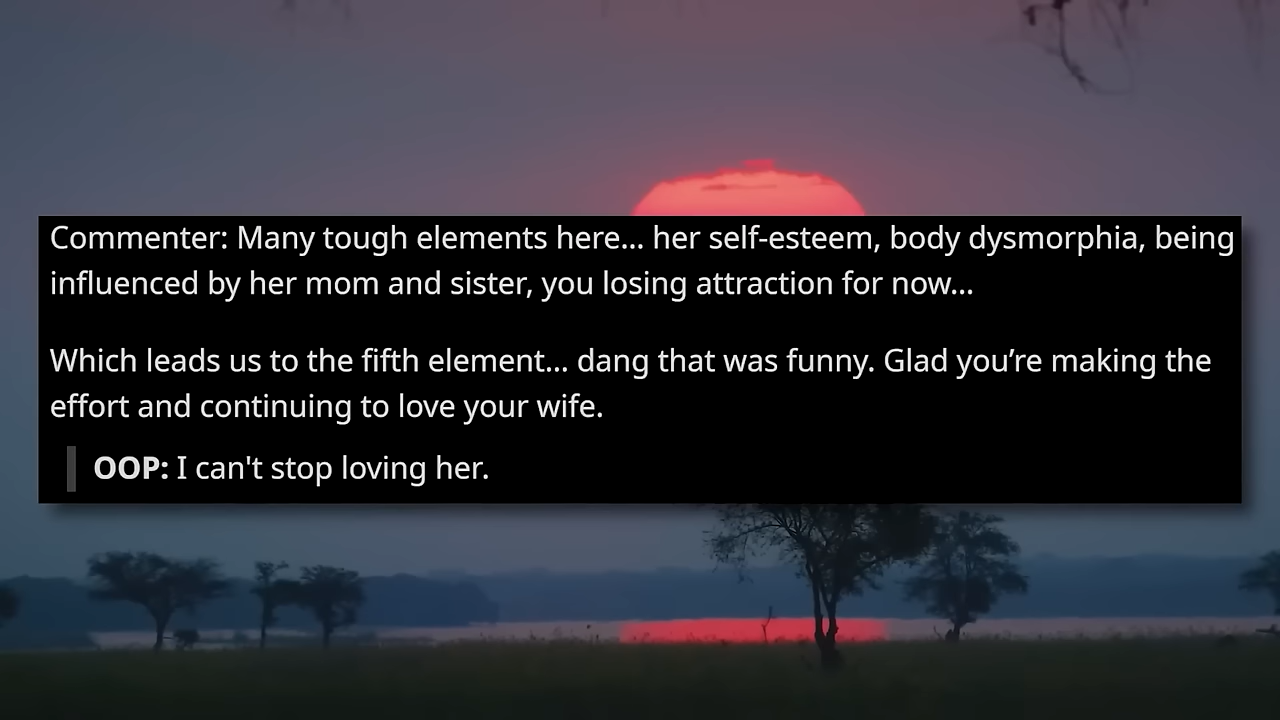 Commenter: Many tough elements here... her self-esteem, body dysmorphia, being
influenced by her mom and sister, you losing attraction for now...
Which leads us to the fifth element... dang that was funny. Glad you’re making the
effort and continuing to love your wife.
OOP: I can't stop loving her.